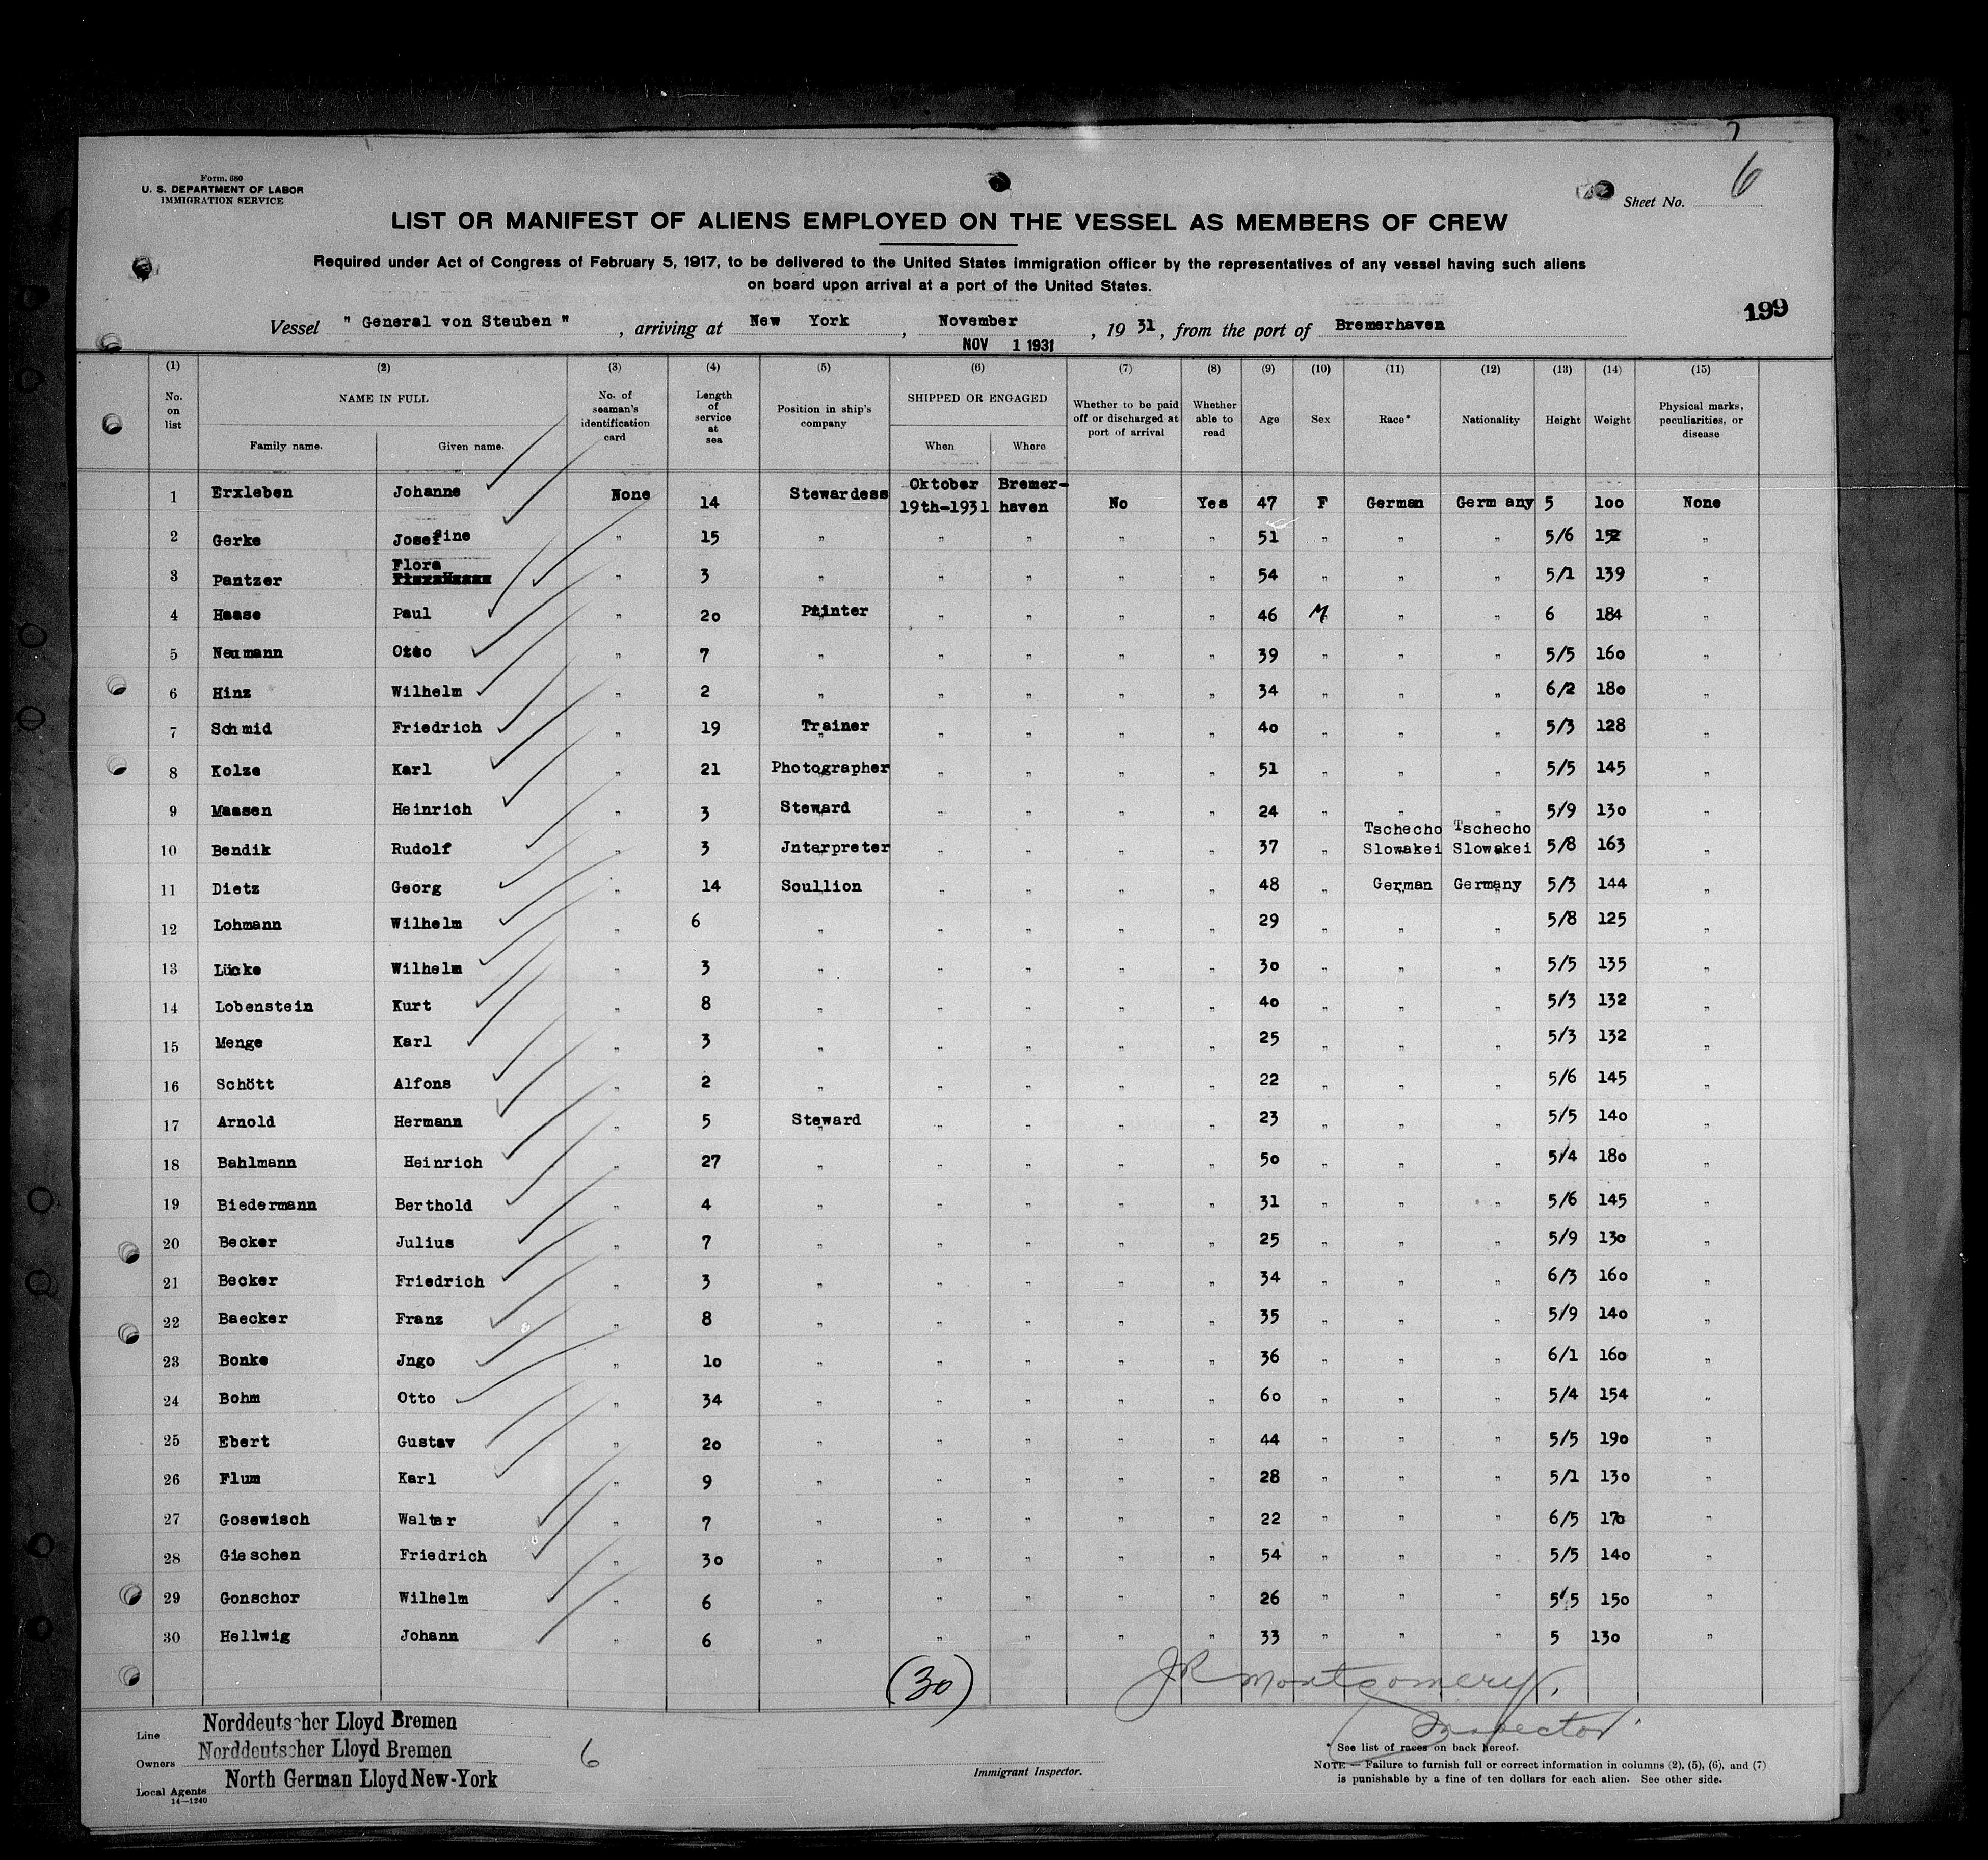 7
6
Form. 680
U. S. DEPARTMENT OF LABOR
IMMIGRATION SERVICE
Sheet No.
LIST OR MANIFEST OF ALIENS EMPLOYED ON THE VESSEL AS MEMBERS OF CREW
Required under Act of Congress of February 5, 1917, to be delivered to the United States immigration officer by the representatives of any vessel having such aliens
on board upon arrival at a port of the United States.
199
Vessel " General von Steuben " , arriving at New York , November , 19 31, from the port of Bremerhaven
NOV 1 1931
(1) (2) (3) (4) (5) (6) (7) (8) (9) (10) (11) (12) (13) (14) (15)
No. on list NAME IN FULL Family name. Given name. No. of seaman's identification card Length of service at sea Position in ship's company SHIPPED OR ENGAGED When Where Whether to be paid off or discharged at port of arrival Whether able to read Age Sex Race* Nationality Height Weight Physical marks, peculiarities, or disease
1 Erxleben Johanne None 14 Stewardess Oktober 19th-1931 Bremer-haven No Yes 47 F German Germany 5 100 None
2 Gerke Josefine " 15 " " " " " 51 " " " 5/6 152 "
3 Pantzer Flora " 3 " " " " " 54 " " " 5/1 139 "
4 Haase Paul " 20 Printer " " " " 46 M " " 6 184 "
5 Neumann Otto " 7 " " " " " 39 " " " 5/5 160 "
6 Hinz Wilhelm " 2 " " " " " 34 " " " 6/2 180 "
7 Schmid Friedrich " 19 Trainer " " " " 40 " " " 5/3 128 "
8 Kolze Karl " 21 Photographer " " " " 51 " " " 5/5 145 "
9 Maasen Heinrich " 3 Steward " " " " 24 " " " 5/9 130 "
10 Bendik Rudolf " 3 Jnterpreter " " " " 37 " Tschecho Slowakei Tschecho Slowakei 5/8 163 "
11 Dietz Georg " 14 Scullion " " " " 48 " German Germany 5/3 144 "
12 Lohmann Wilhelm " 6 " " " " " 29 " " " 5/8 125 "
13 Lücke Wilhelm " 3 " " " " " 30 " " " 5/5 135 "
14 Lobenstein Kurt " 8 " " " " " 40 " " " 5/3 132 "
15 Menge Karl " 3 " " " " " 25 " " " 5/3 132 "
16 Schött Alfons " 2 " " " " " 22 " " " 5/6 145 "
17 Arnold Hermann " 5 Steward " " " " 23 " " " 5/5 140 "
18 Bahlmann Heinrich " 27 " " " " " 50 " " " 5/4 180 "
19 Biedermann Berthold " 4 " " " " " 31 " " " 5/6 145 "
20 Becker Julius " 7 " " " " " 25 " " " 5/9 130 "
21 Becker Friedrich " 3 " " " " " 34 " " " 6/3 160 "
22 Baecker Franz " 8 " " " " " 35 " " " 5/9 140 "
23 Bonke Jngo " 10 " " " " " 36 " " " 6/1 160 "
24 Bohm Otto " 34 " " " " " 60 " " " 5/4 154 "
25 Ebert Gustav " 20 " " " " " 44 " " " 5/5 190 "
26 Flum Karl " 9 " " " " " 28 " " " 5/1 130 "
27 Gosewisch Walter " 7 " " " " " 22 " " " 6/5 170 "
28 Gieschen Friedrich " 30 " " " " " 54 " " " 5/5 140 "
29 Gonschor Wilhelm " 6 " " " " " 26 " " " 5/5 150 "
30 Hellwig Johann " 6 " " " " " 33 " " " 5 130 "
(30)
JR Montgomery,
Inspector
Line Norddeutscher Lloyd Bremen
Owners Norddeutscher Lloyd Bremen
6
Local Agents North German Lloyd New-York
14—1240
Immigrant Inspector.
* See list of races on back hereof.
NOTE.—Failure to furnish full or correct information in columns (2), (5), (6), and (7)
is punishable by a fine of ten dollars for each alien. See other side.